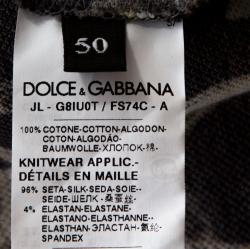 50
DOLCE & GABBANA
JL - G8IU0T / FS74C - A
100% COTONE-COTTON-ALGODON-
COTON-ALGODÃO-
BAUMWOLLE-ХЛОПОК-棉
KNITWEAR APPLIC.-
DÉTAILS EN MAILLE
96% SETA-SILK-SEDA-SOIE--
SEIDE-ШЕЛК-桑蚕丝-
4% ELASTAN-ELASTANE-
ELASTANO-ELASTHANNE--
ELASTHAN-ЭЛАСТАН-氨纶-
SPANDEX